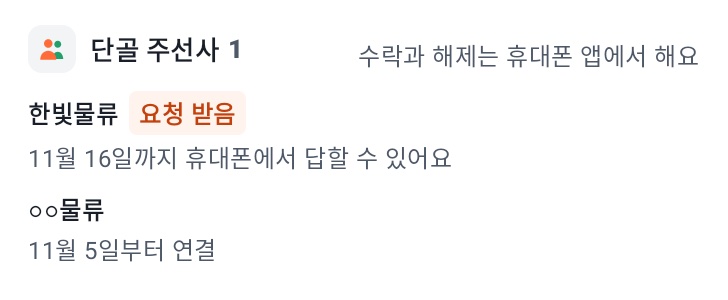 단골 주선사 1
수락과 해제는 휴대폰 앱에서 해요
한빛물류 요청 받음
11월 16일까지 휴대폰에서 답할 수 있어요
○○물류
11월 5일부터 연결